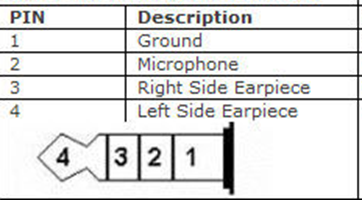 PIN Description
1 Ground
2 Microphone
3 Right Side Earpiece
4 Left Side Earpiece
4 3 2 1